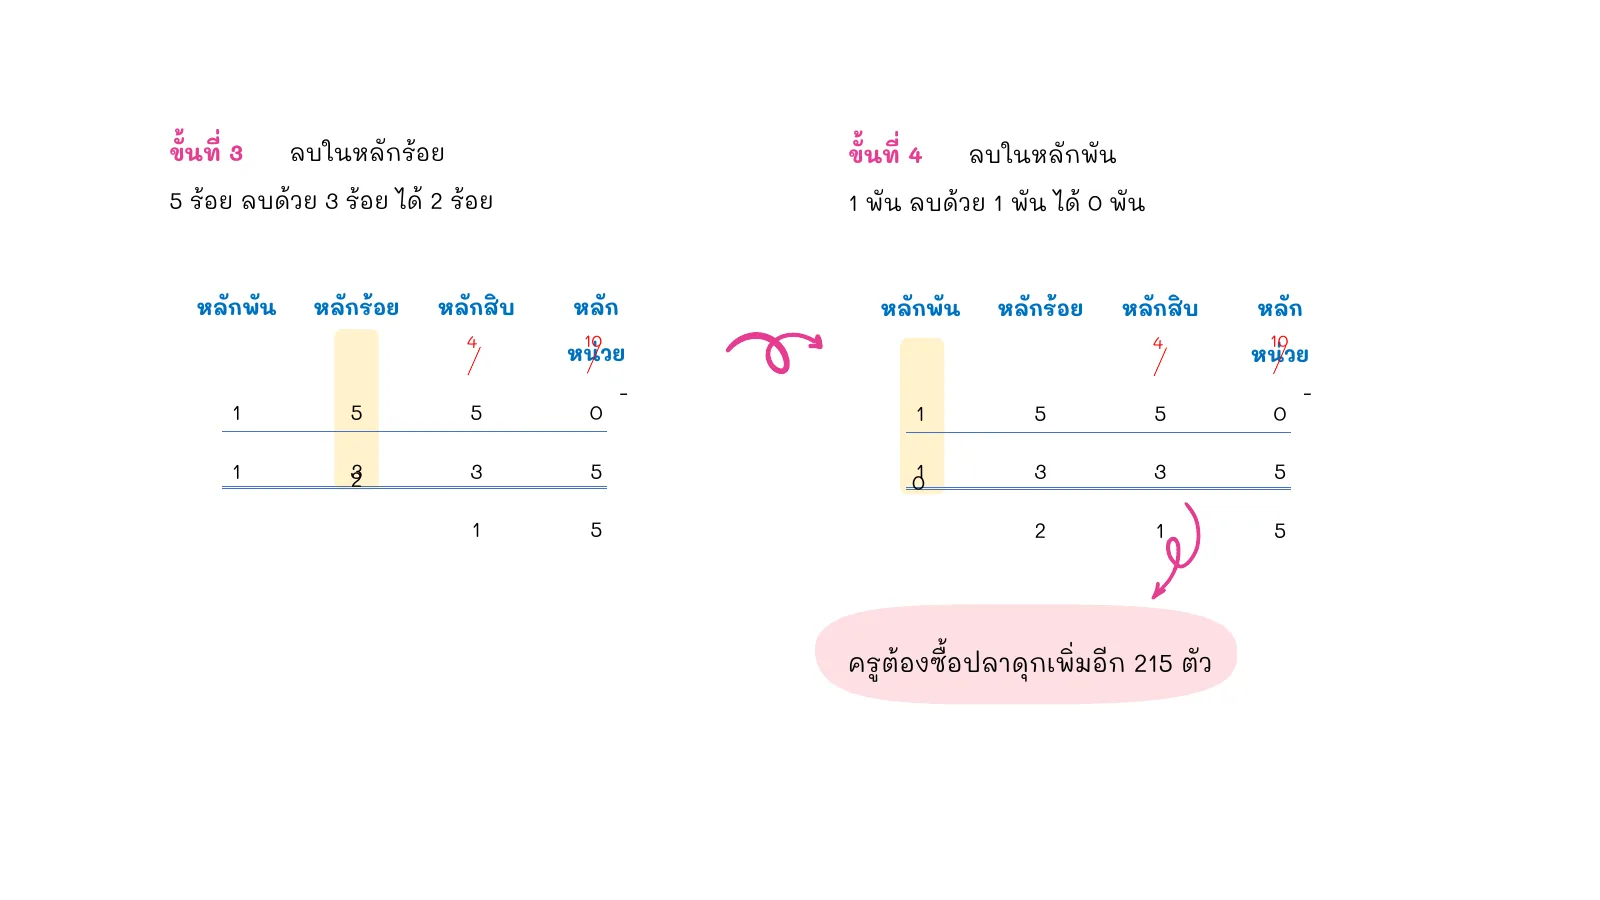 ขั้นที่ 3 ลบในหลักร้อย
5 ร้อย ลบด้วย 3 ร้อย ได้ 2 ร้อย
หลักพัน หลักร้อย หลักสิบ หลัก
หน่วย
4 10
-
1 5 5 0
1 3 3 5
2
1 5
ขั้นที่ 4 ลบในหลักพัน
1 พัน ลบด้วย 1 พัน ได้ 0 พัน
หลักพัน หลักร้อย หลักสิบ หลัก
หน่วย
4 10
-
1 5 5 0
1 3 3 5
0
2 1 5
ครูต้องซื้อปลาดุกเพิ่มอีก 215 ตัว